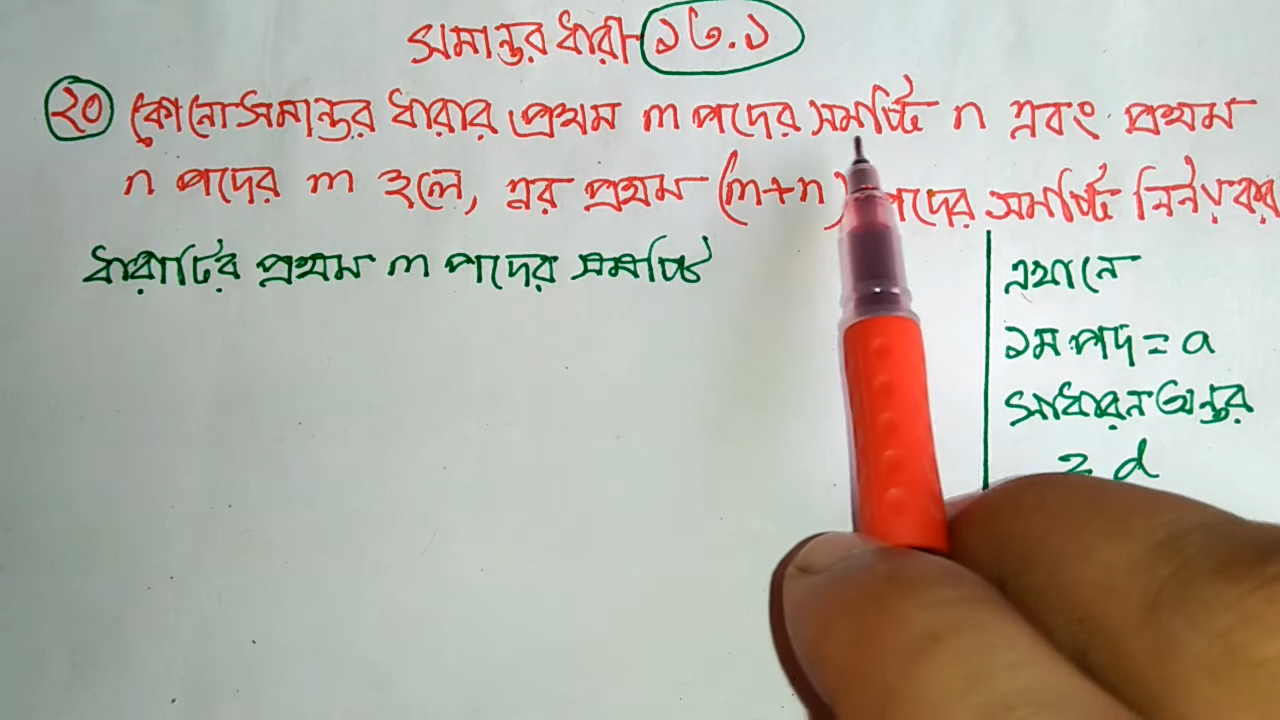 সমান্তর ধারা-১৩.১
২০ কোনো সমান্তর ধারার প্রথম m পদের সমষ্টি n এবং প্রথম
n পদের m হলে, এর প্রথম (m+n) পদের সমষ্টি নির্ণয় কর
ধারাটির প্রথম m পদের সমষ্টি
এখানে
১ম পদ = a
সাধারন অন্তর
= d